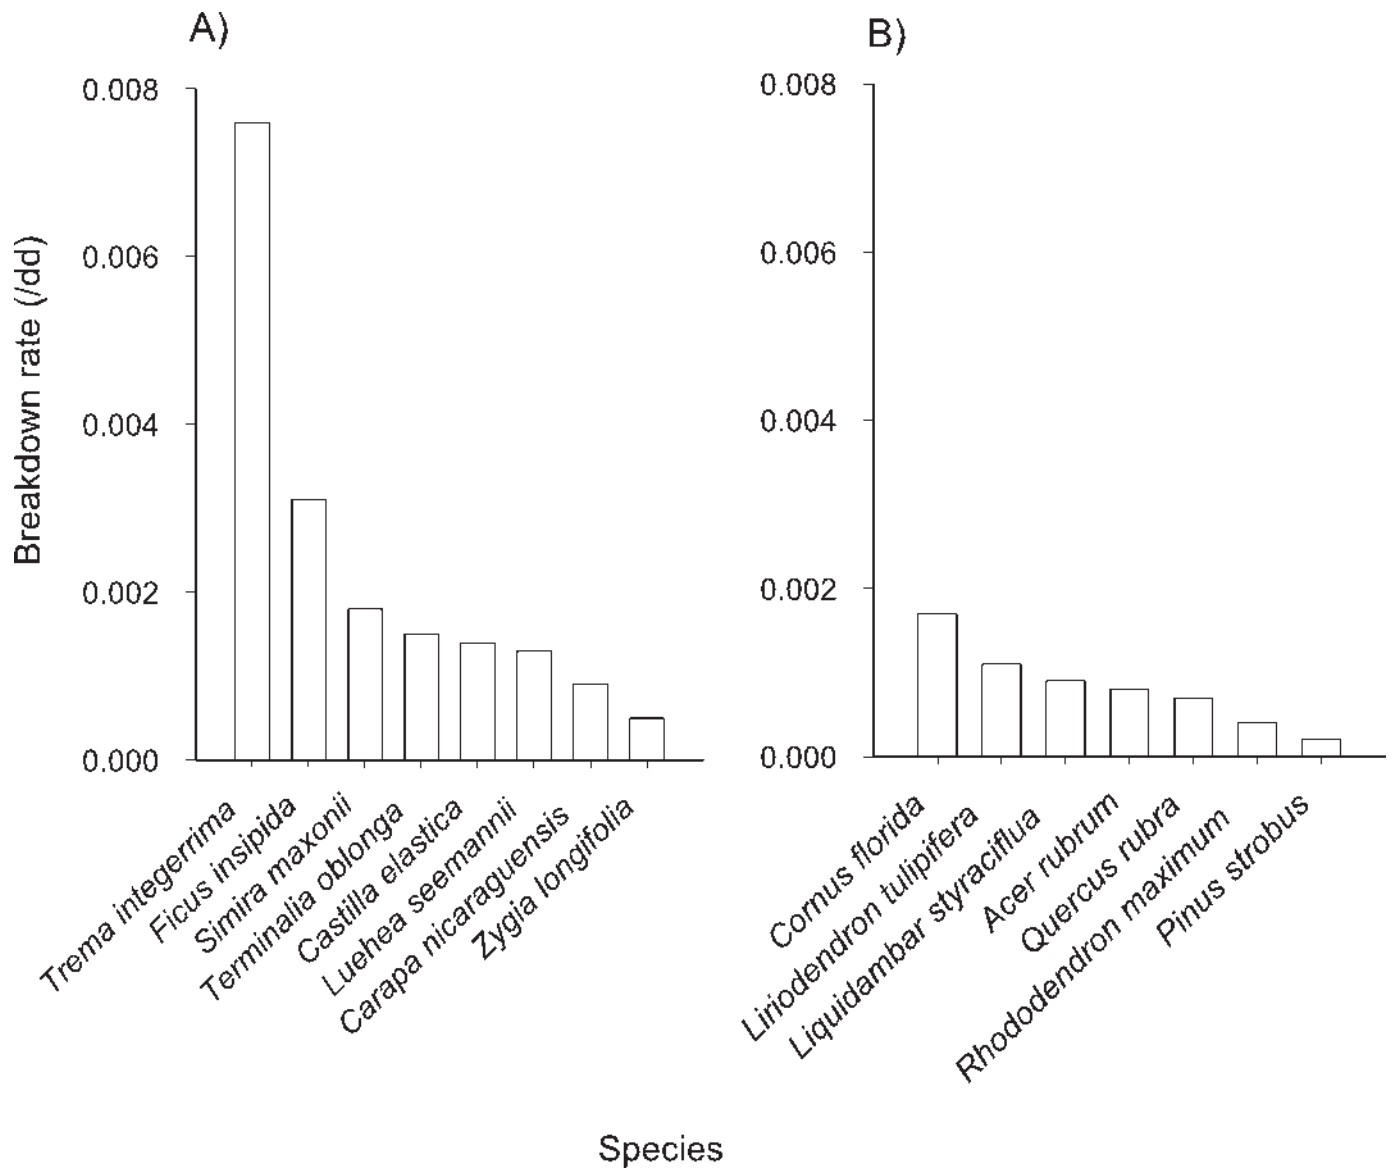 A)
0.008
0.006
0.004
0.002
0.000
Breakdown rate (/dd)
Trema integerrima
Ficus insipida
Simira maxonii
Terminalia oblonga
Castilla elastica
Luehea seemannii
Carapa nicaraguensis
Zygia longifolia
B)
0.008
0.006
0.004
0.002
0.000
Cornus florida
Liriodendron tulipifera
Liquidambar styraciflua
Acer rubrum
Quercus rubra
Rhododendron maximum
Pinus strobus
Species